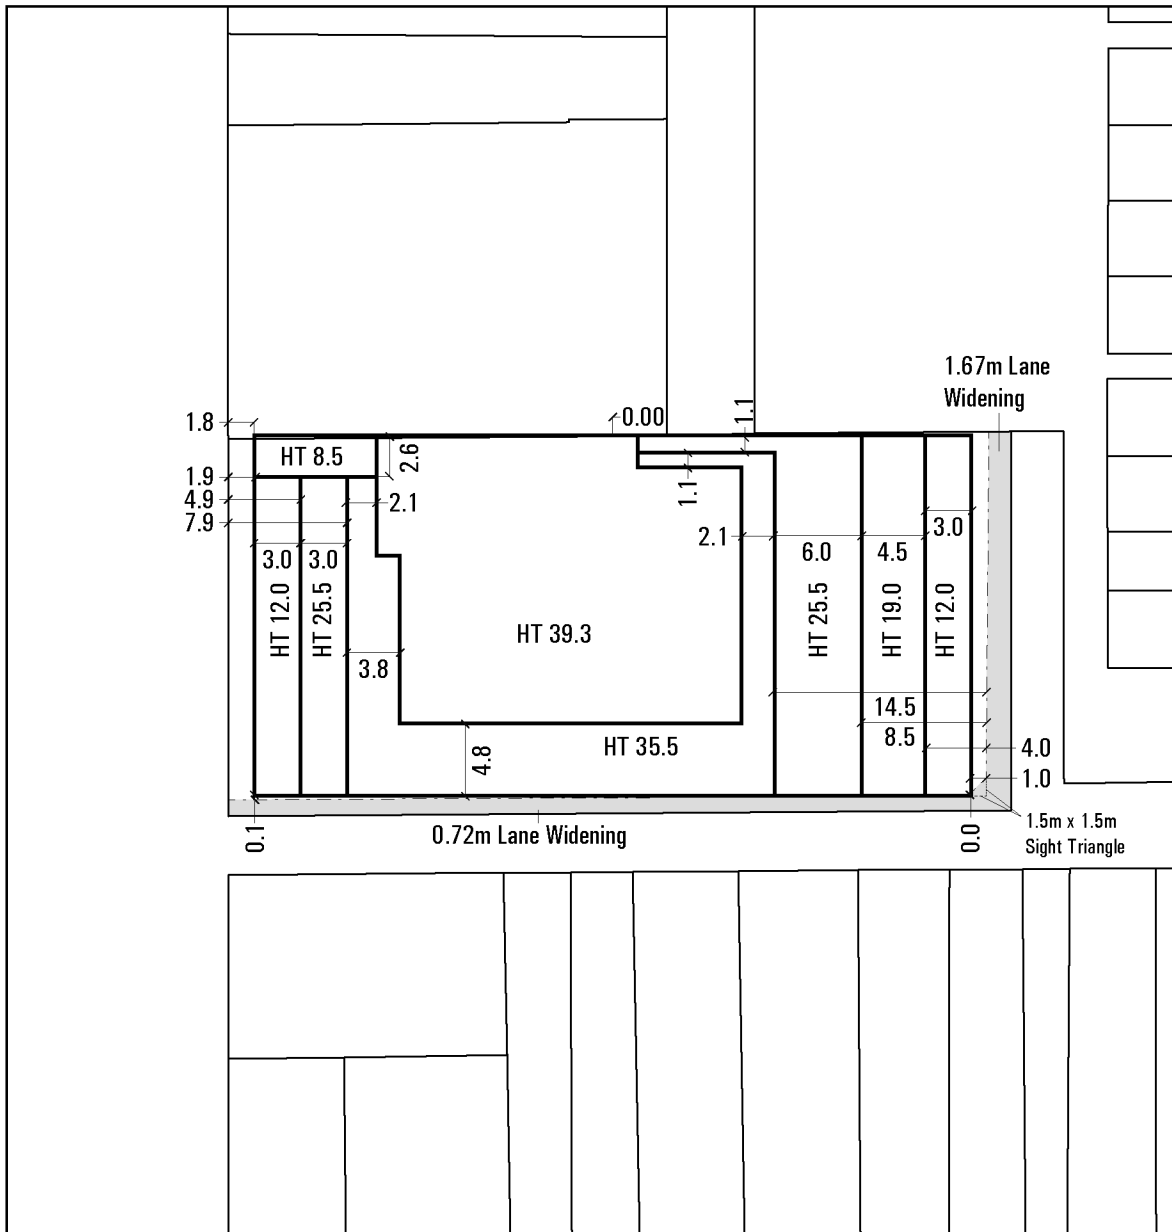 1.67m Lane
Widening
1.8
0.00
1.1
HT 8.5
2.6
1.9
4.9
7.9
2.1
1.1
3.0
2.1
6.0
4.5
3.0
3.0
HT 12.0
HT 25.5
HT 39.3
HT 25.5
HT 19.0
HT 12.0
3.8
14.5
8.5
4.0
HT 35.5
4.8
1.0
0.1
0.72m Lane Widening
0.0
1.5m x 1.5m
Sight Triangle